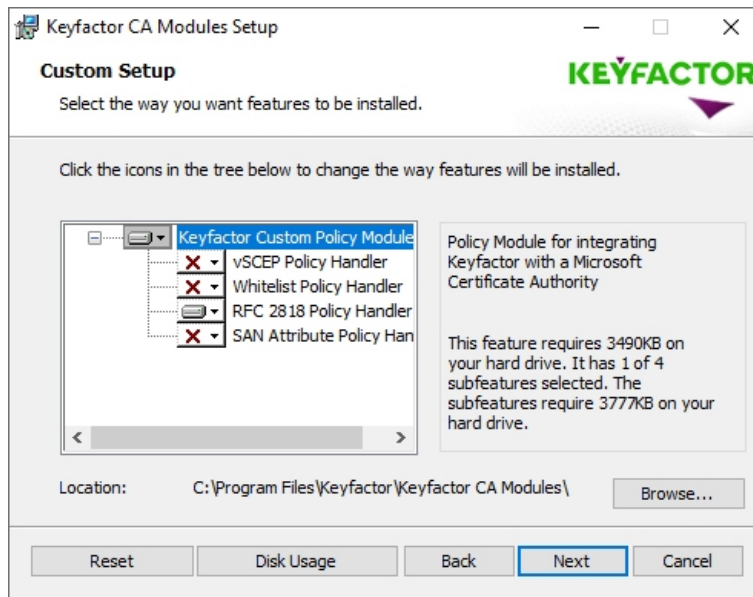 Keyfactor CA Modules Setup
Custom Setup
KEYFACTOR
Select the way you want features to be installed.
Click the icons in the tree below to change the way features will be installed.
Keyfactor Custom Policy Module
vSCEP Policy Handler
Whitelist Policy Handler
RFC 2818 Policy Handler
SAN Attribute Policy Han
Policy Module for integrating
Keyfactor with a Microsoft
Certificate Authority
This feature requires 3490KB on
your hard drive. It has 1 of 4
subfeatures selected. The
subfeatures require 3777KB on your
hard drive.
Location: C:\Program Files\Keyfactor\Keyfactor CA Modules\
Browse...
Reset Disk Usage Back Next Cancel